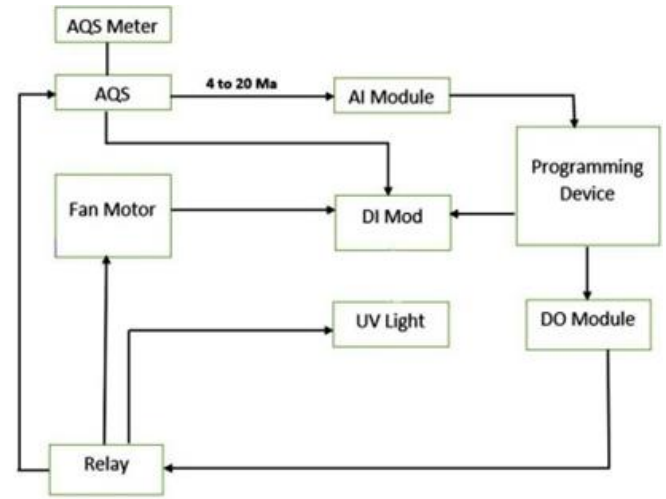 AQS Meter
AQS
4 to 20 Ma
AI Module
Programming
Device
Fan Motor
DI Mod
UV Light
DO Module
Relay